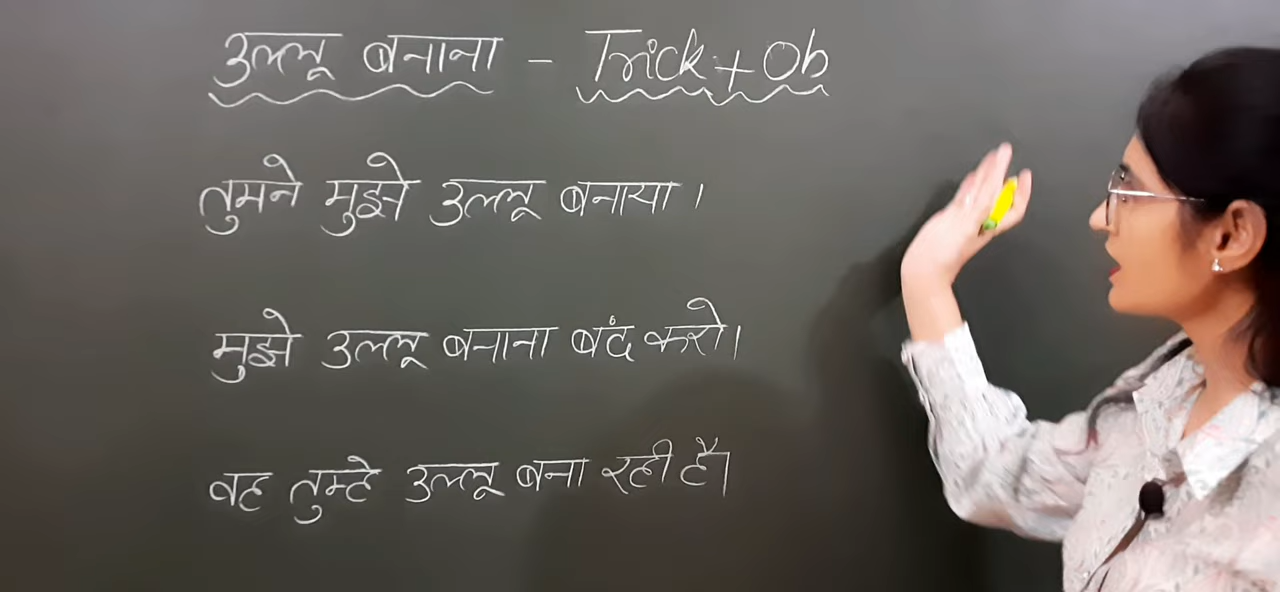 उल्लू बनाना - Trick + Ob
तुमने मुझे उल्लू बनाया।
मुझे उल्लू बनाना बंद करो।
वह तुम्हे उल्लू बना रही है।